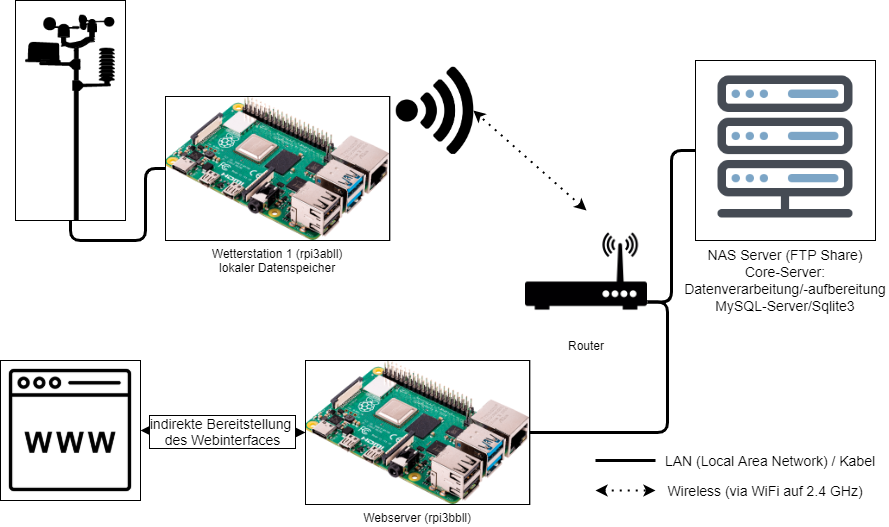 Wetterstation 1 (rpi3abll)
lokaler Datenspeicher
NAS Server (FTP Share)
Core-Server:
Datenverarbeitung/-aufbereitung
MySQL-Server/Sqlite3
Router
WWW
indirekte Bereitstellung
des Webinterfaces
Webserver (rpi3bbll)
LAN (Local Area Network) / Kabel
Wireless (via WiFi auf 2.4 GHz)